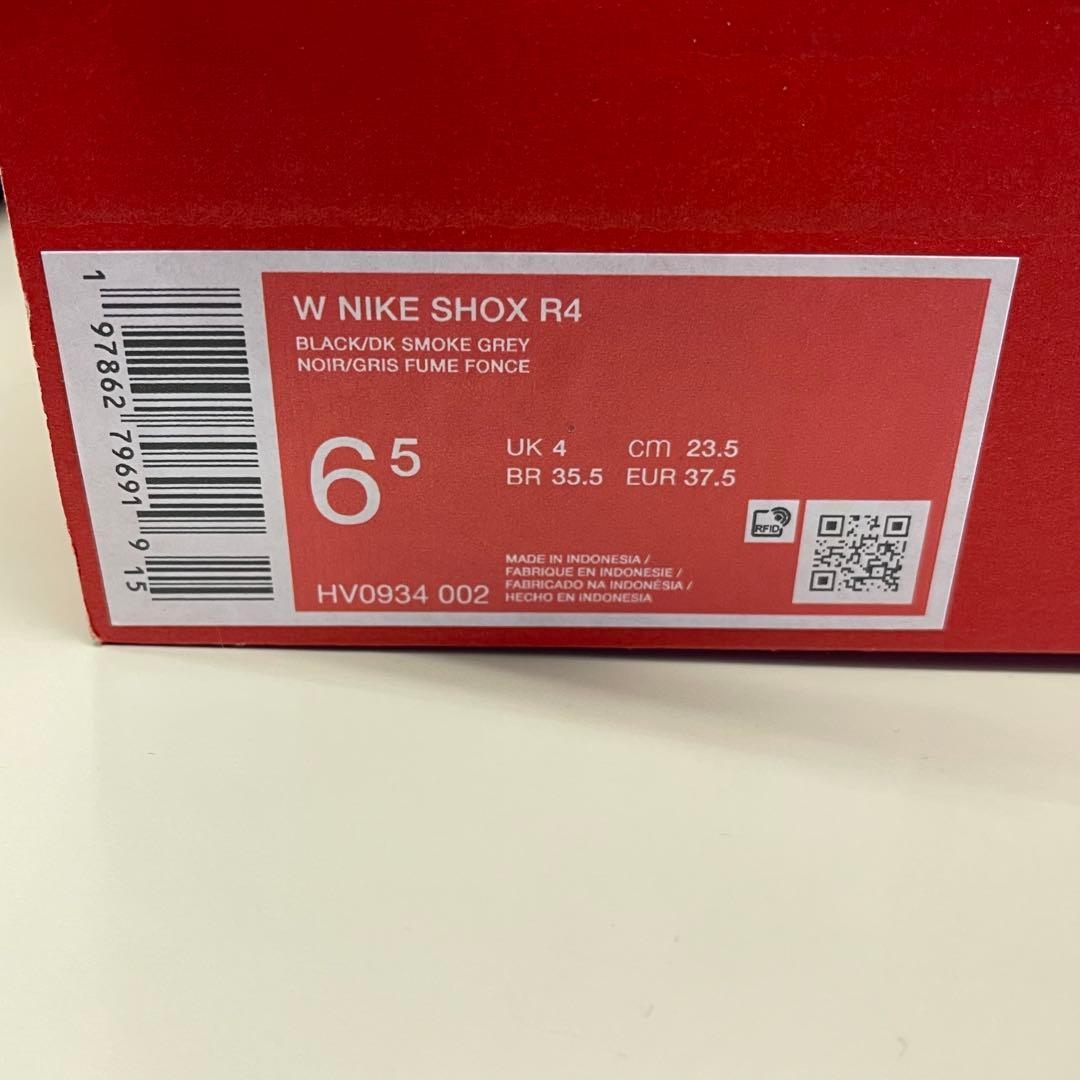 W NIKE SHOX R4
BLACK/DK SMOKE GREY
NOIR/GRIS FUME FONCE
6 5
UK 4 cm 23.5
BR 35.5 EUR 37.5
RFID
HV0934 002
MADE IN INDONESIA /
FABRIQUE EN INDONESIE /
FABRICADO NA INDONÉSIA /
HECHO EN INDONESIA
1 97862 79691 9 15